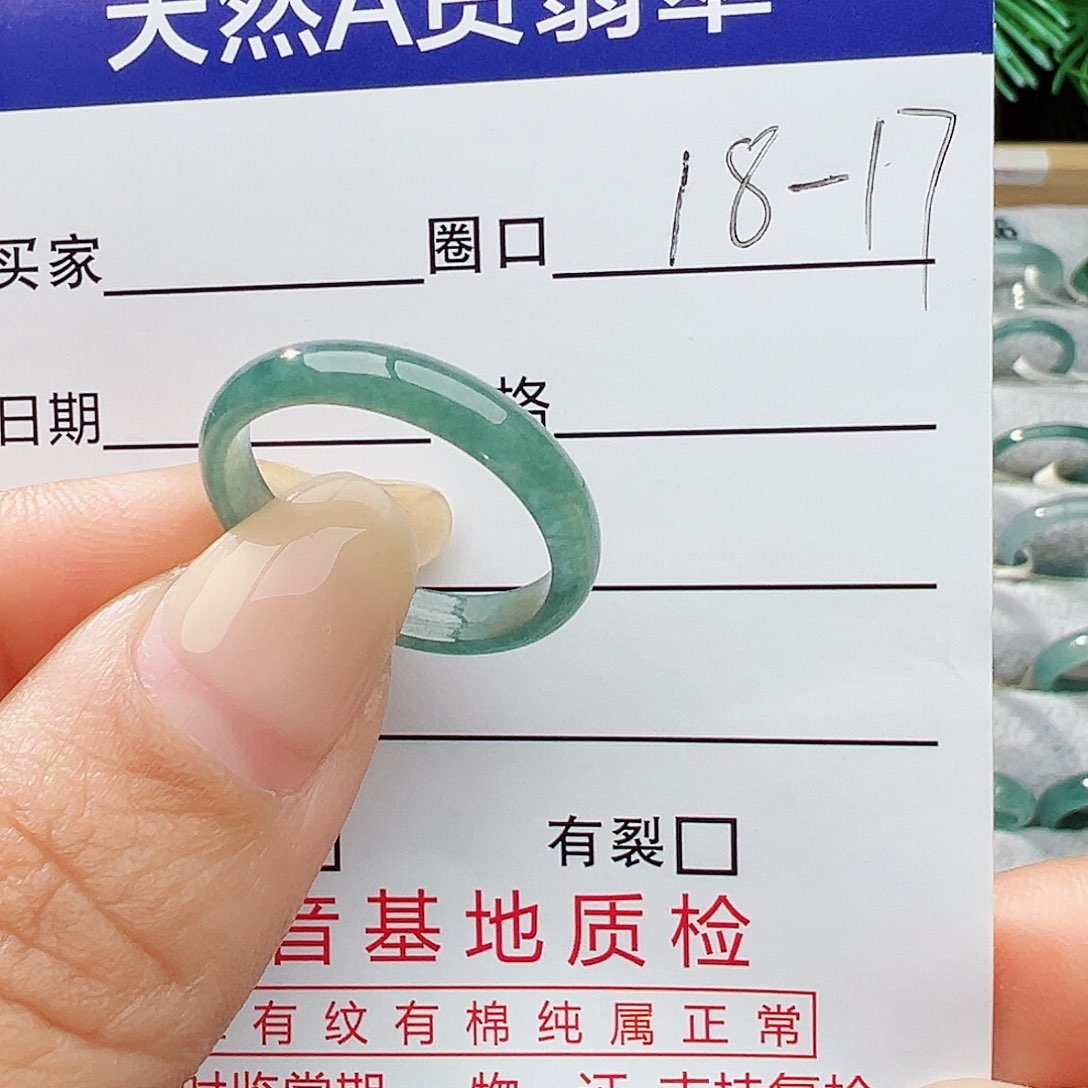 天然A货翡翠
买家 圈口 18-17
日期 格
有裂
音基地质检
有纹有棉纯属正常